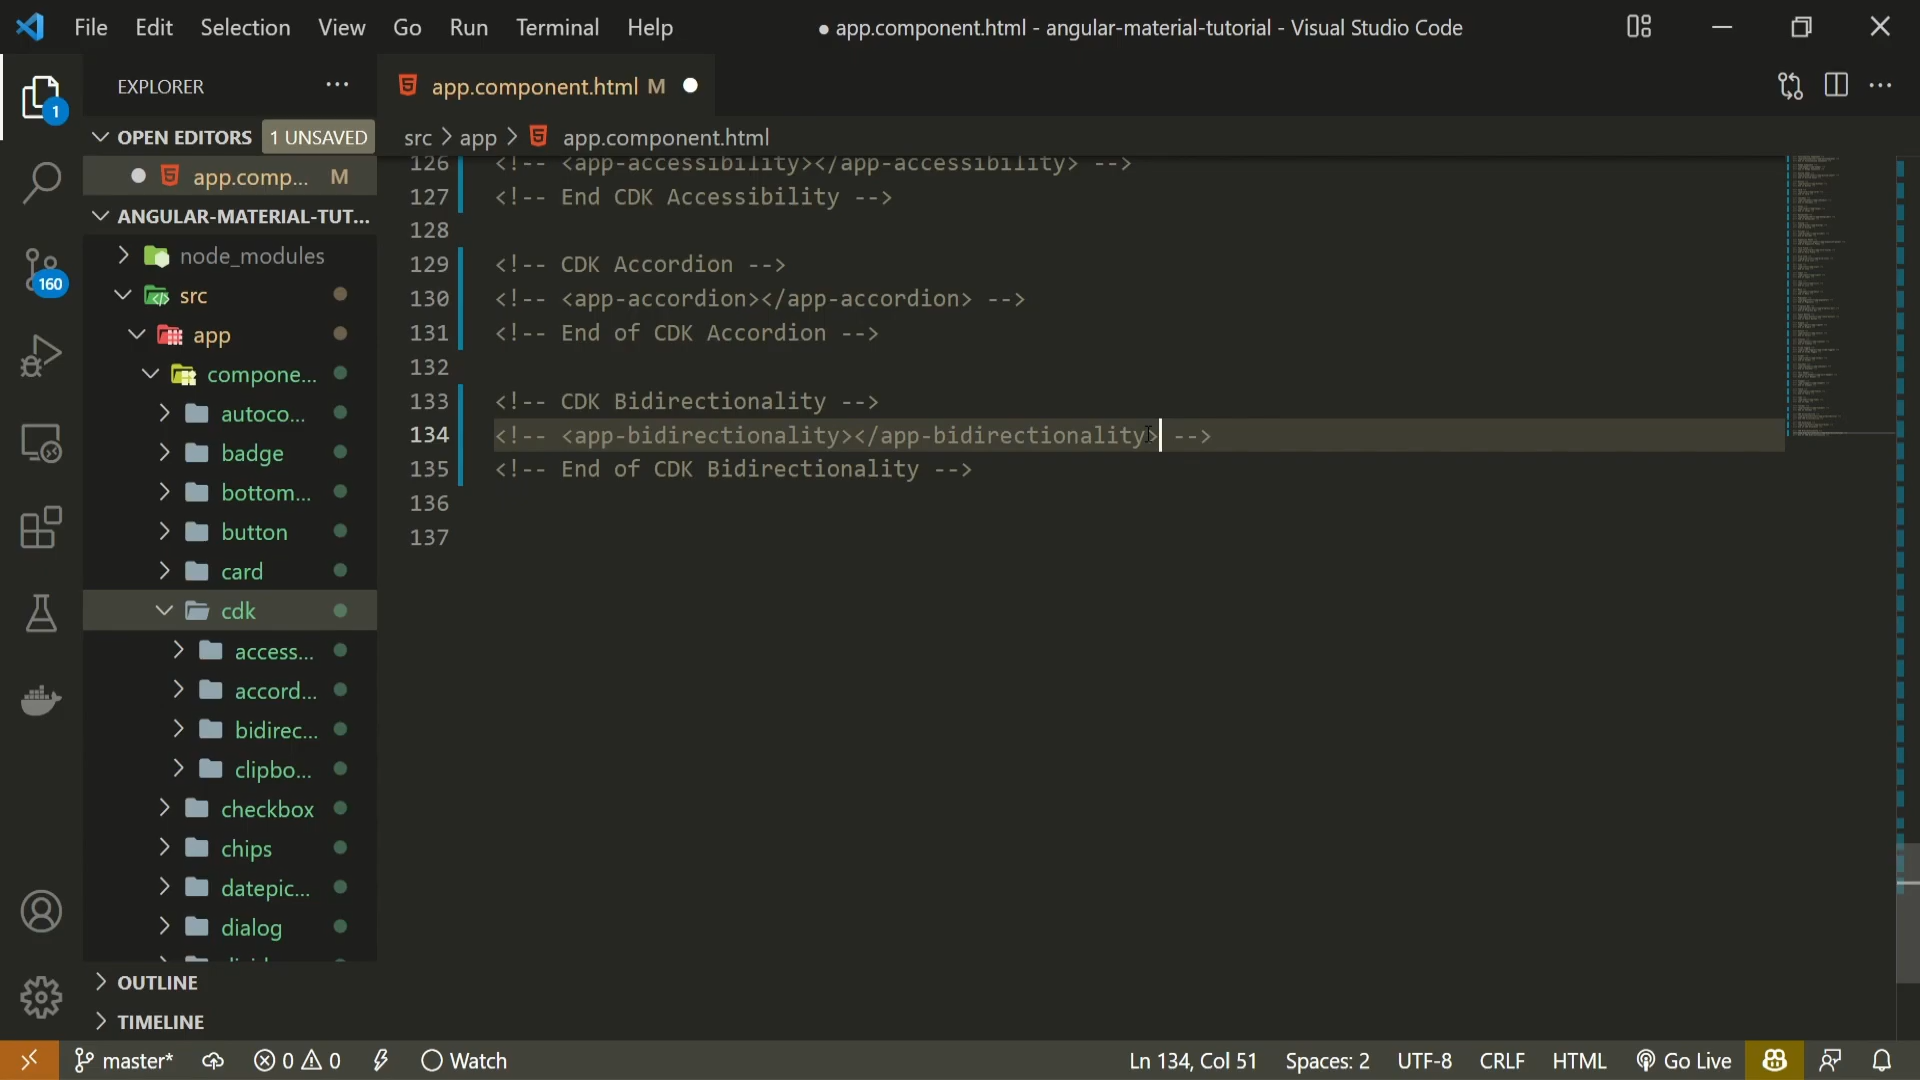 File Edit Selection View Go Run Terminal Help
● app.component.html - angular-material-tutorial - Visual Studio Code
EXPLORER ...
1
OPEN EDITORS 1 UNSAVED
app.comp... M
ANGULAR-MATERIAL-TUT...
node_modules
src
app
compone...
autoco...
badge
bottom...
button
card
cdk
access...
accord...
bidirec...
clipbo...
checkbox
chips
datepic...
dialog
OUTLINE
TIMELINE
160
app.component.html M
src > app > app.component.html
126 <!-- <app-accessibility></app-accessibility> -->
127 <!-- End CDK Accessibility -->
128
129 <!-- CDK Accordion -->
130 <!-- <app-accordion></app-accordion> -->
131 <!-- End of CDK Accordion -->
132
133 <!-- CDK Bidirectionality -->
134 <!-- <app-bidirectionality></app-bidirectionality> -->
135 <!-- End of CDK Bidirectionality -->
136
137
master* 0 0 Watch Ln 134, Col 51 Spaces: 2 UTF-8 CRLF HTML Go Live